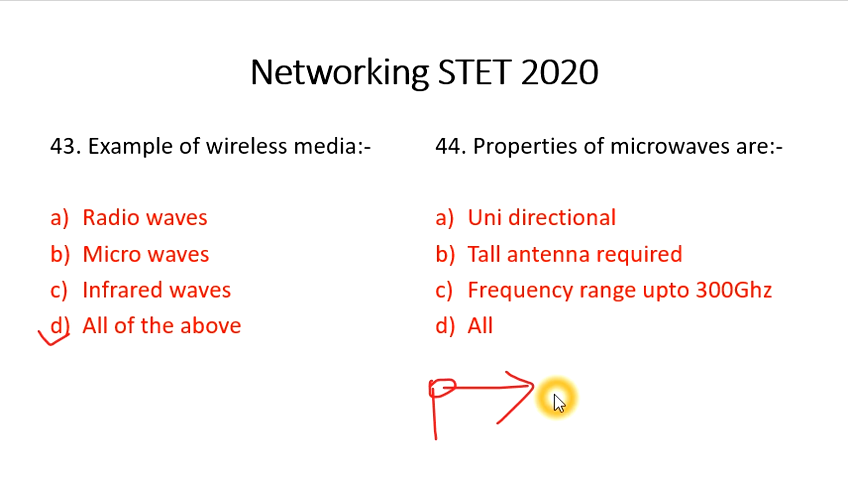 Networking STET 2020
43. Example of wireless media:-
a) Radio waves
b) Micro waves
c) Infrared waves
d) All of the above
44. Properties of microwaves are:-
a) Uni directional
b) Tall antenna required
c) Frequency range upto 300Ghz
d) All